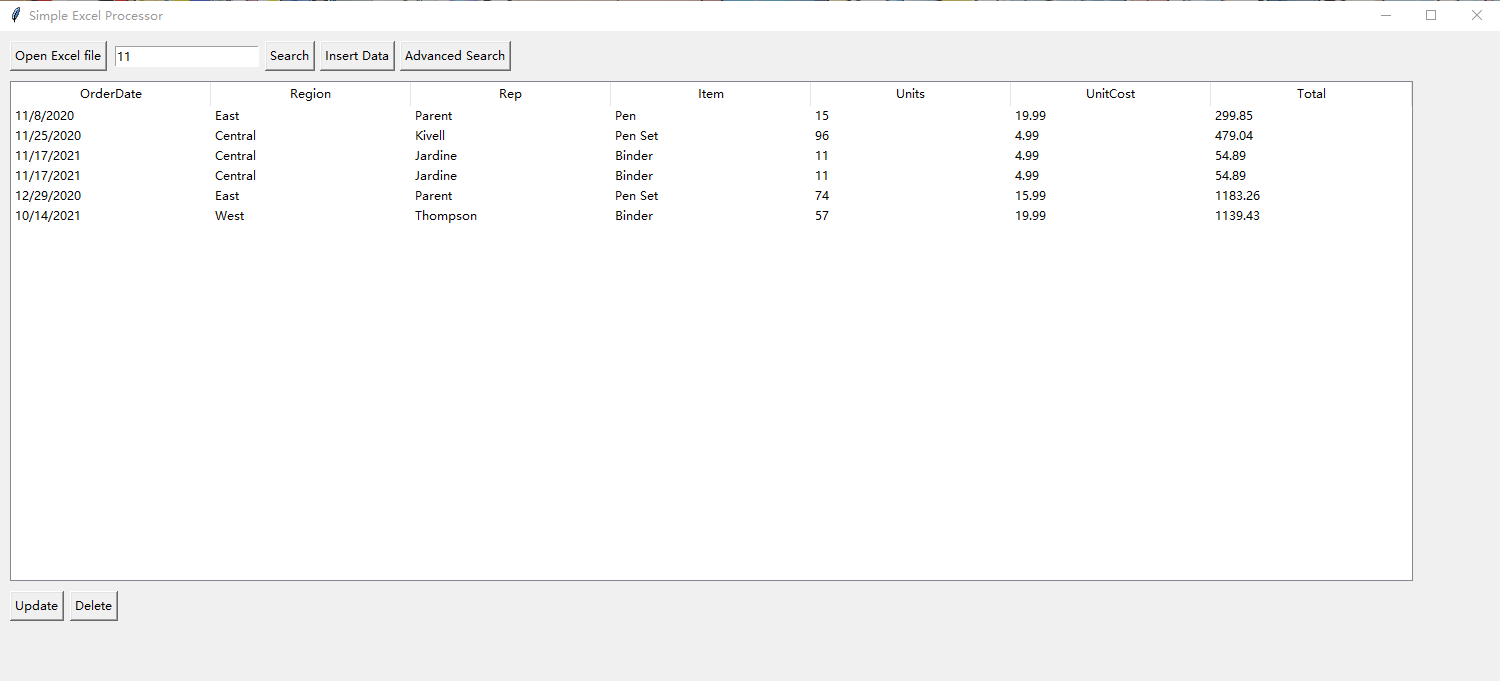 Simple Excel Processor
Open Excel file 11 Search Insert Data Advanced Search
OrderDate Region Rep Item Units UnitCost Total
11/8/2020 East Parent Pen 15 19.99 299.85
11/25/2020 Central Kivell Pen Set 96 4.99 479.04
11/17/2021 Central Jardine Binder 11 4.99 54.89
11/17/2021 Central Jardine Binder 11 4.99 54.89
12/29/2020 East Parent Pen Set 74 15.99 1183.26
10/14/2021 West Thompson Binder 57 19.99 1139.43
Update Delete